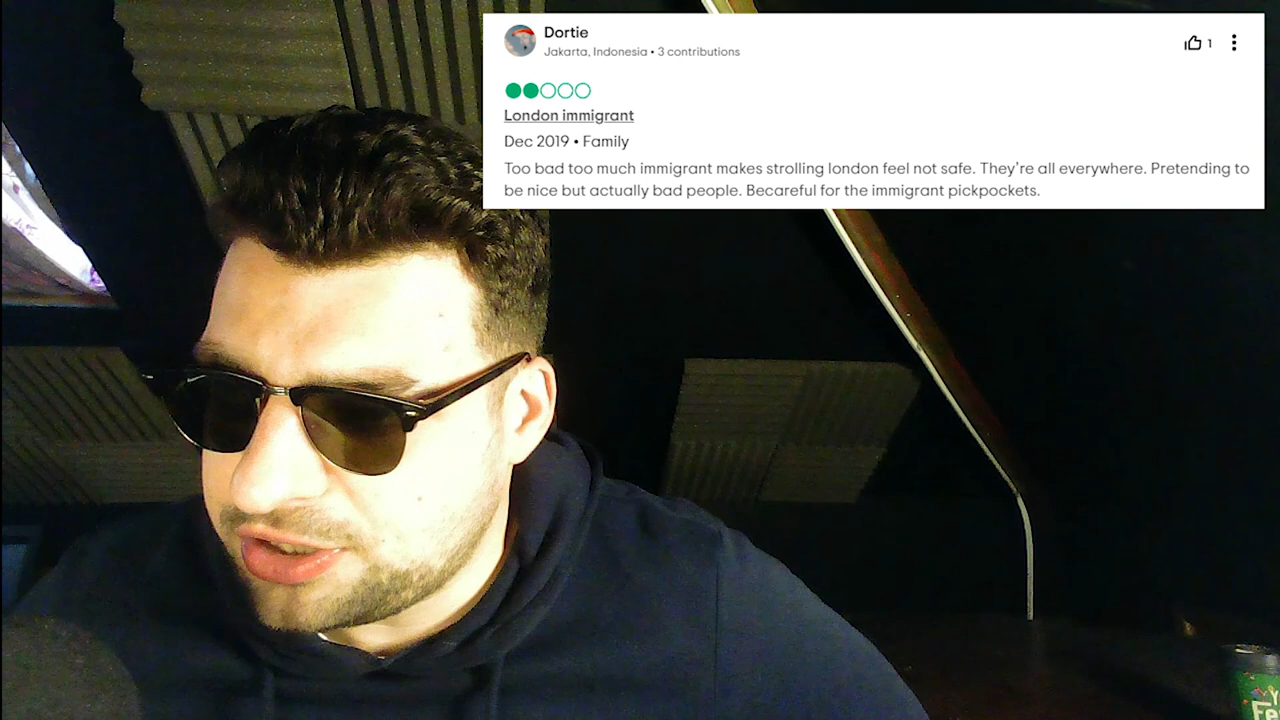 Dortie
Jakarta, Indonesia • 3 contributions
1
London immigrant
Dec 2019 • Family
Too bad too much immigrant makes strolling london feel not safe. They’re all everywhere. Pretending to
be nice but actually bad people. Becareful for the immigrant pickpockets.